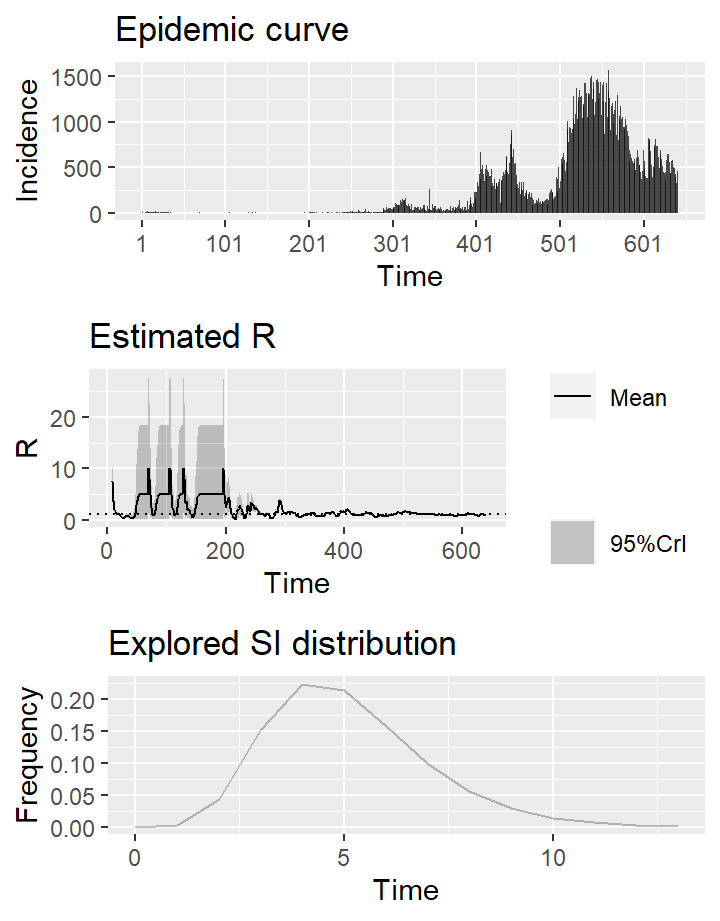 Epidemic curve
1500
1000
500
0
Incidence
1 101 201 301 401 501 601
Time
Estimated R
20
10
0
R
0 200 400 600
Time
Mean
95%CrI
Explored SI distribution
0.20
0.15
0.10
0.05
0.00
Frequency
0 5 10
Time